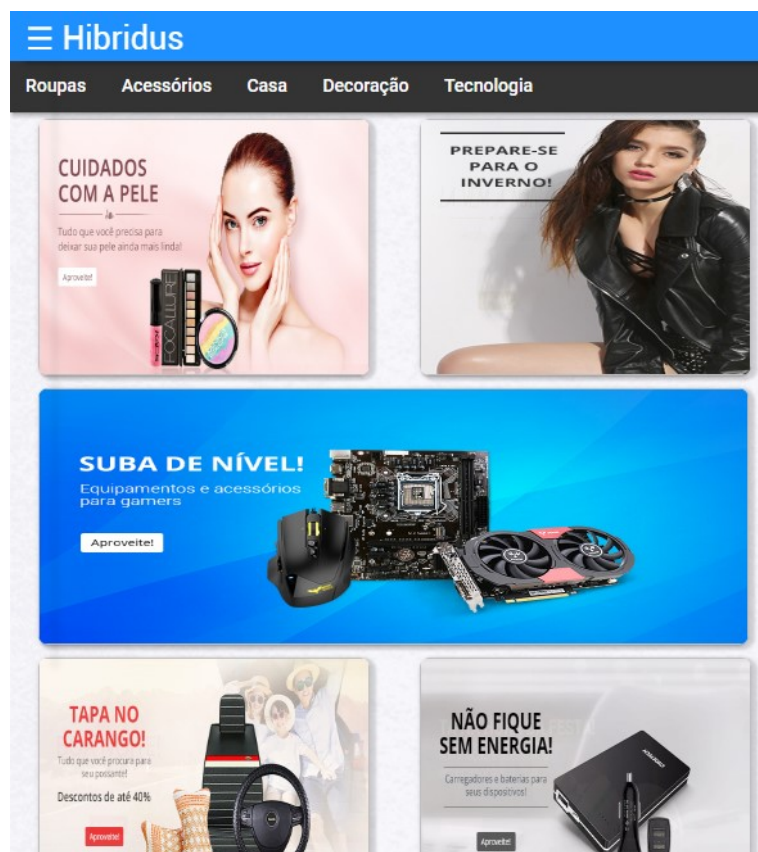 ☰ Hibridus
Roupas Acessórios Casa Decoração Tecnologia
CUIDADOS
COM A PELE
Tudo que você precisa para
deixar sua pele ainda mais linda!
Aproveite!
FOCALLURE
PREPARE-SE
PARA O
INVERNO!
SUBA DE NÍVEL!
Equipamentos e acessórios
para gamers
Aproveite!
TAPA NO
CARANGO!
Tudo que você procura para
seu possante!
Descontos de até 40%
Aproveite!
NÃO FIQUE
SEM ENERGIA!
Carregadores e baterias para
seus dispositivos!
Aproveite!